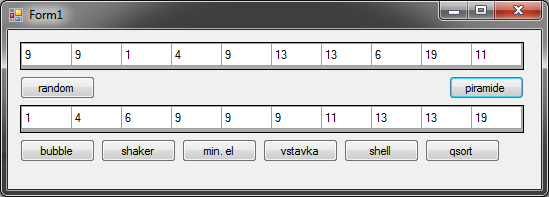 Form1
9 9 1 4 9 13 13 6 19 11
random piramide
1 4 6 9 9 9 11 13 13 19
bubble shaker min. el vstavka shell qsort